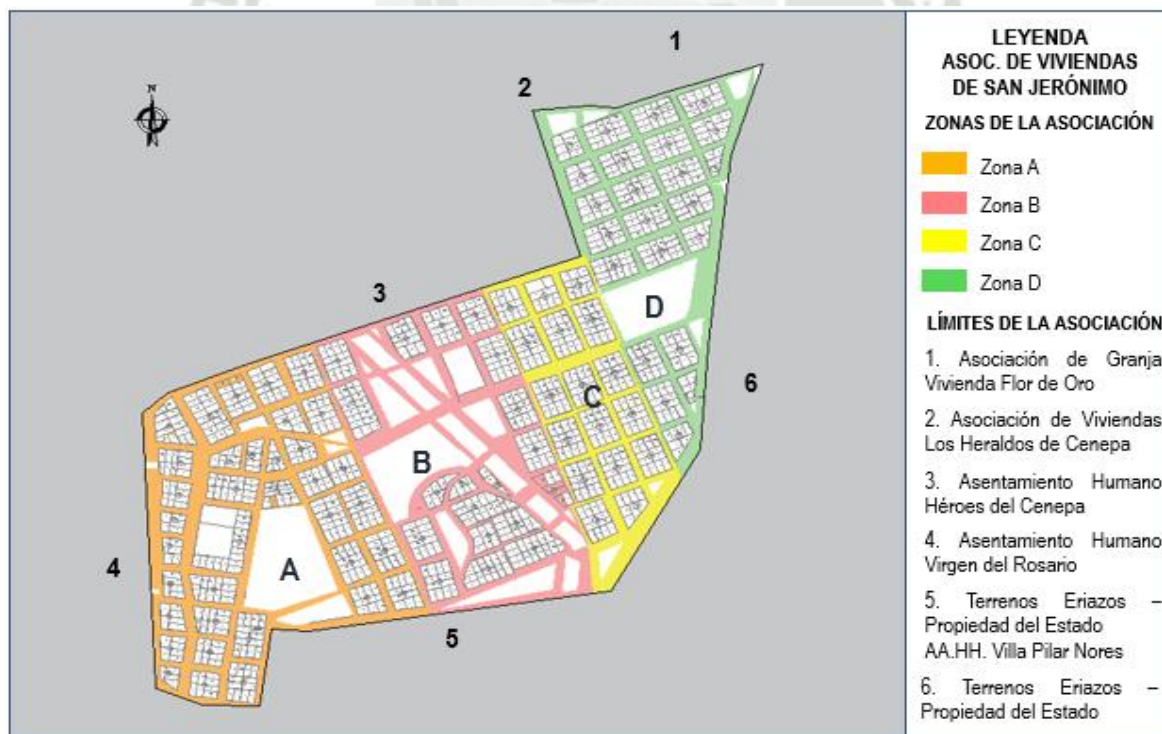 1
2
N
3
D
C
B
6
A
4
5
LEYENDA
ASOC. DE VIVIENDAS
DE SAN JERÓNIMO
ZONAS DE LA ASOCIACIÓN
Zona A
Zona B
Zona C
Zona D
LÍMITES DE LA ASOCIACIÓN
1. Asociación de Granja
Vivienda Flor de Oro
2. Asociación de Viviendas
Los Heraldos de Cenepa
3. Asentamiento Humano
Héroes del Cenepa
4. Asentamiento Humano
Virgen del Rosario
5. Terrenos Eriazos –
Propiedad del Estado
AA.HH. Villa Pilar Nores
6. Terrenos Eriazos –
Propiedad del Estado